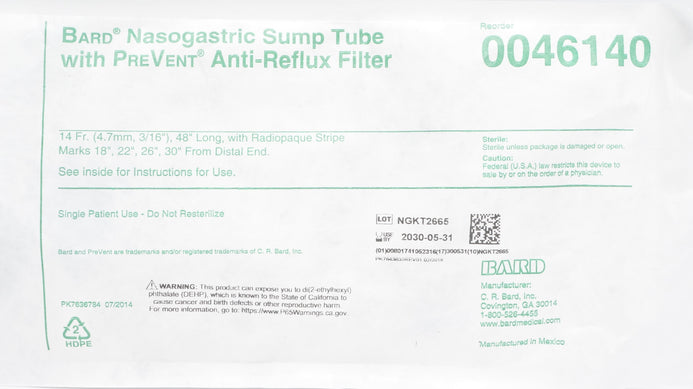 BARD® Nasogastric Sump Tube
with PREVENT® Anti-Reflux Filter
Reorder
0046140
14 Fr. (4.7mm, 3/16"), 48" Long, with Radiopaque Stripe
Marks 18", 22", 26", 30" From Distal End.
See inside for Instructions for Use.
Sterile:
Sterile unless package is damaged or open.
Caution:
Federal (U.S.A.) law restricts this device to
sale by or on the order of a physician.
Single Patient Use - Do Not Resterilize
LOT NGKT2665
USE BY 2030-05-31
(17)300531(10)NGKT2665
Bard and PreVent are trademarks and/or registered trademarks of C. R. Bard, Inc.
BARD
Manufacturer:
C. R. Bard, Inc.
Covington, GA 30014
1-800-526-4455
www.bardmedical.com
Manufactured in Mexico
WARNING: This product can expose you to di(2-ethylhexyl)
phthalate (DEHP), which is known to the State of California to
cause cancer and birth defects or other reproductive harm.
For more information, go to: https://www.P65Warnings.ca.gov.
PK7636784 07/2014
2
HDPE